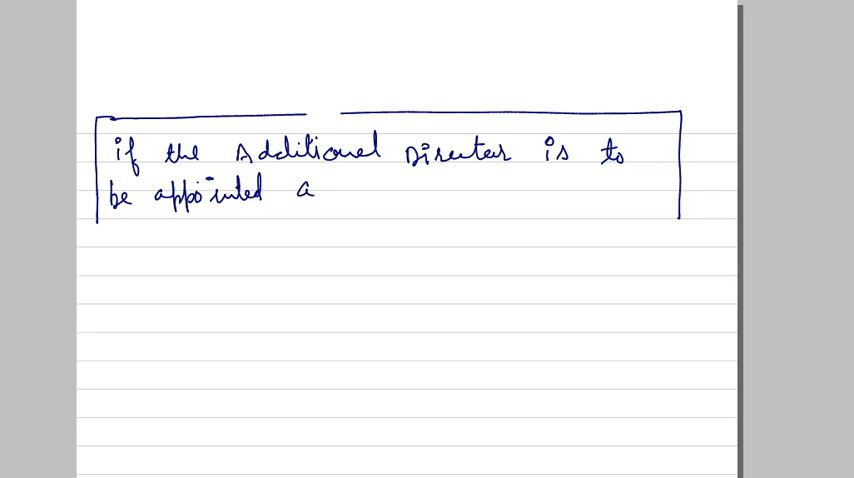 if the Additional Director is to
be appointed a